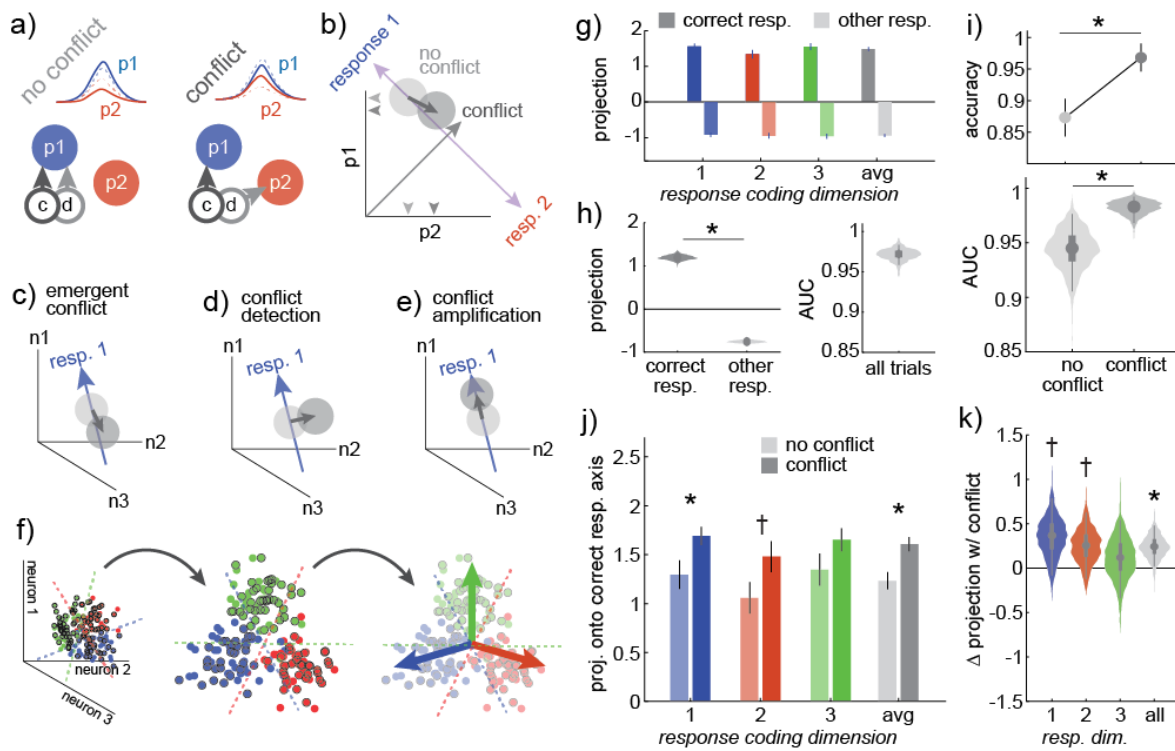 a)
no conflict
p1
p2
p1
p2
c
d
conflict
p1
p2
p1
p2
c
d
b)
response 1
no
conflict
conflict
p1
p2
resp. 2
c)
emergent
conflict
n1
resp. 1
n2
n3
d)
conflict
detection
n1
resp. 1
n2
n3
e)
conflict
amplification
n1
resp. 1
n2
n3
f)
neuron 1
neuron 2
neuron 3
g)
correct resp.
other resp.
projection
1
0
-1
1 2 3 avg
response coding dimension
h)
projection
2
1
0
-1
*
correct
resp.
other
resp.
AUC
1
0.95
0.9
0.85
all trials
i)
accuracy
1
0.95
0.9
0.85
*
AUC
1
0.95
0.9
0.85
*
no
conflict
conflict
j)
no conflict
conflict
proj. onto correct resp. axis
2.5
2
1.5
1
0.5
0
* † *
1 2 3 avg
response coding dimension
k)
Δ projection w/ conflict
1.5
1
0.5
0
-0.5
-1
-1.5
† † *
1 2 3 all
resp. dim.